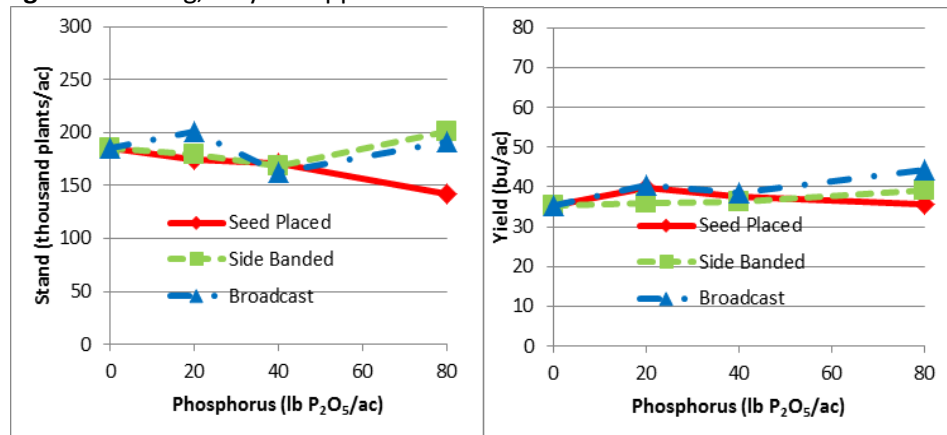 300
250
200
150
100
50
0
Stand (thousand plants/ac)
Seed Placed
Side Banded
Broadcast
0 20 40 60 80
Phosphorus (lb P₂O₅/ac)
80
70
60
50
40
30
20
10
0
Yield (bu/ac)
Seed Placed
Side Banded
Broadcast
0 20 40 60 80
Phosphorus (lb P₂O₅/ac)